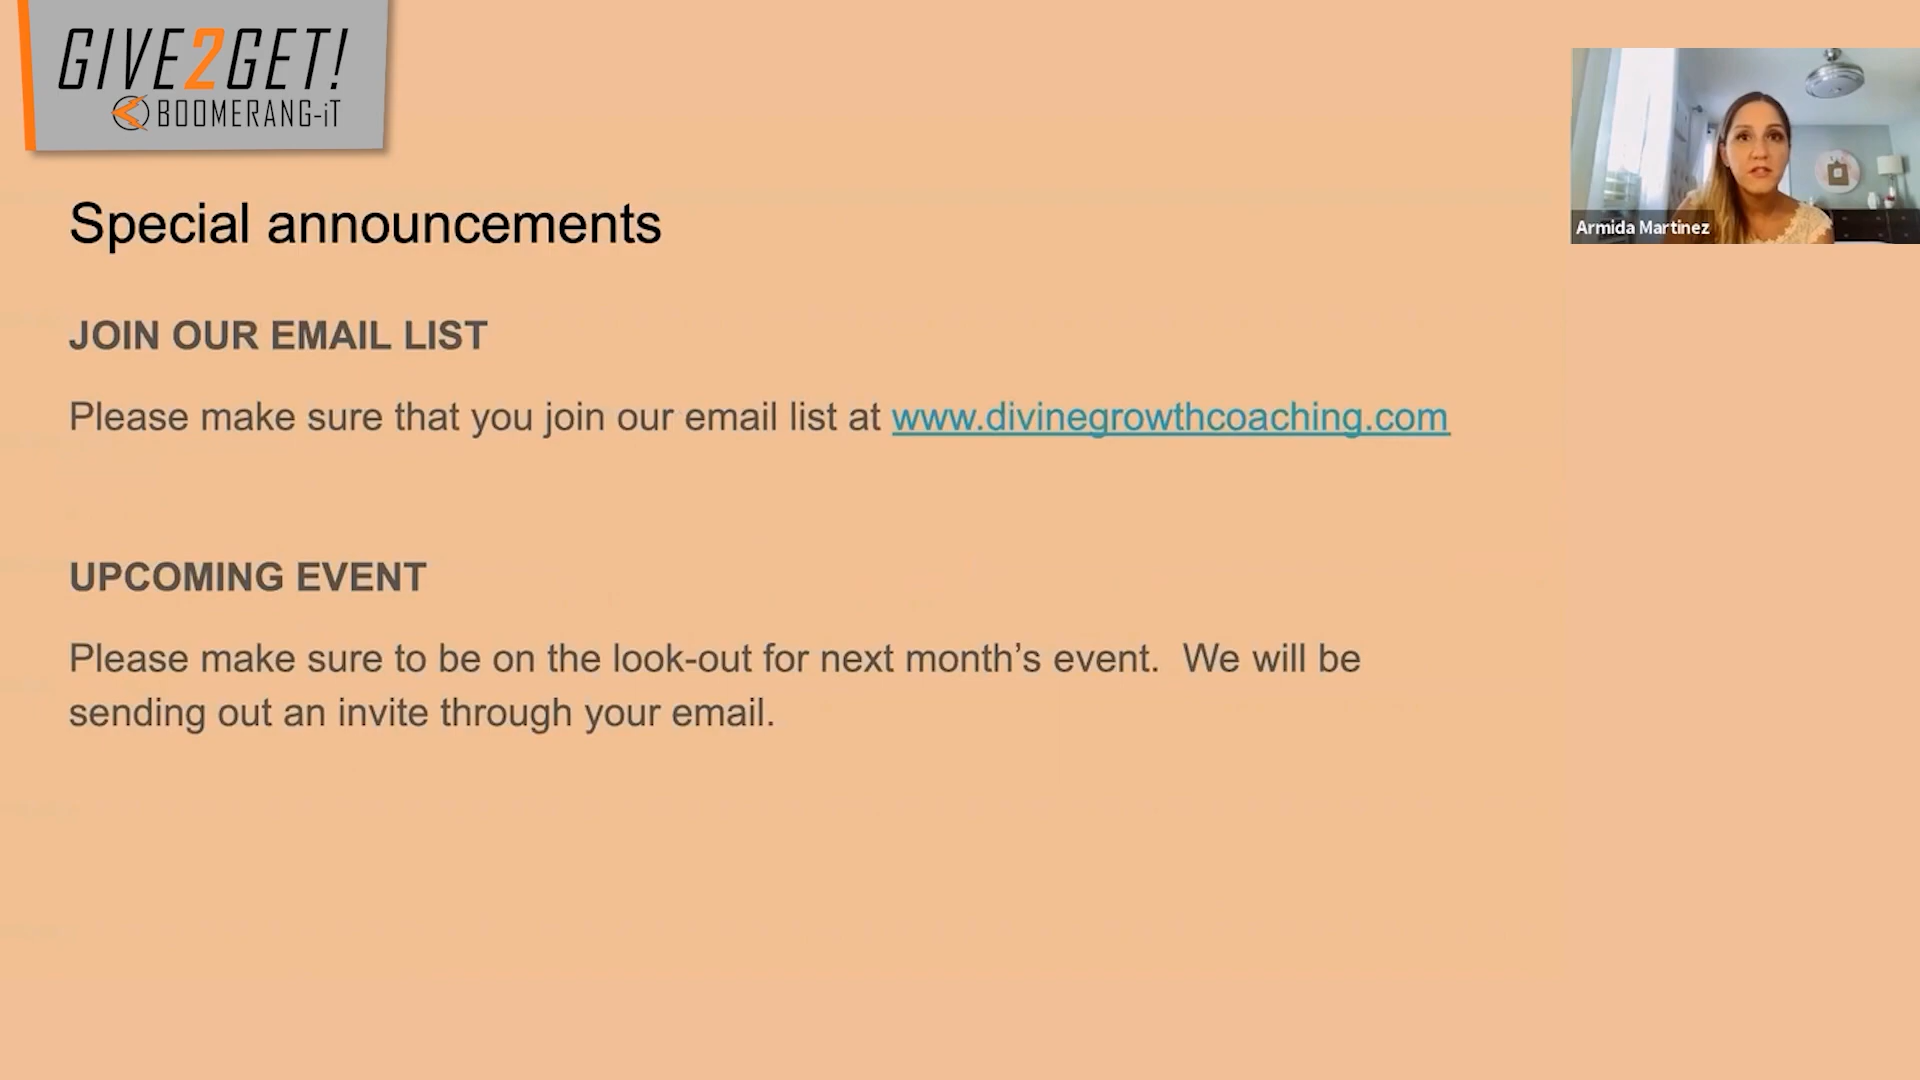 GIVE2GET!
BOOMERANG-iT
Armida Martinez
Special announcements
JOIN OUR EMAIL LIST
Please make sure that you join our email list at www.divinegrowthcoaching.com
UPCOMING EVENT
Please make sure to be on the look-out for next month’s event.  We will be
sending out an invite through your email.